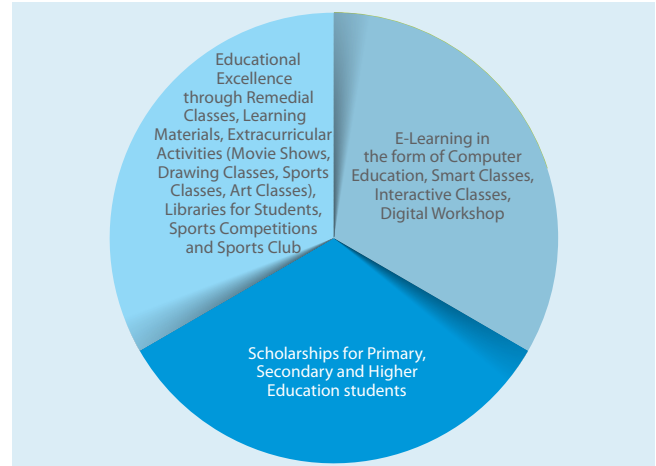 Educational
Excellence
through Remedial
Classes, Learning
Materials, Extracurricular
Activities (Movie Shows,
Drawing Classes, Sports
Classes, Art Classes),
Libraries for Students,
Sports Competitions
and Sports Club
E-Learning in
the form of Computer
Education, Smart Classes,
Interactive Classes,
Digital Workshop
Scholarships for Primary,
Secondary and Higher
Education students